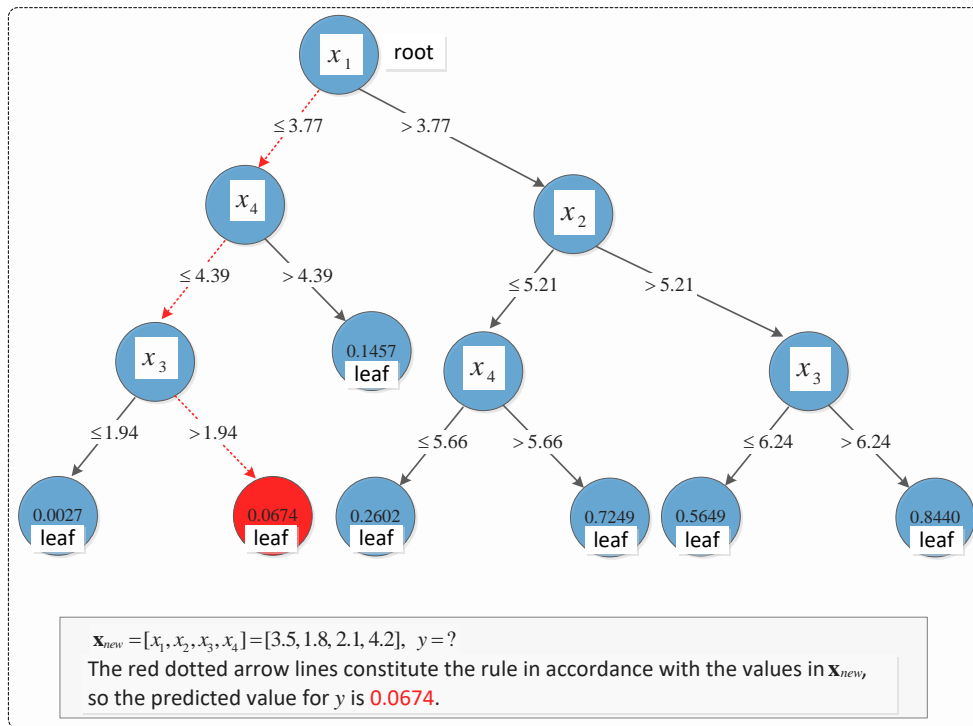 x₁ root
≤ 3.77 > 3.77
x₄ x₂
≤ 4.39 > 4.39 ≤ 5.21 > 5.21
x₃ 0.1457 leaf x₄ x₃
≤1.94 >1.94 ≤ 5.66 > 5.66 ≤ 6.24 > 6.24
0.0027 0.0674 0.2602 0.7249 0.5649 0.8440
leaf leaf leaf leaf leaf leaf
𝐱new = [x₁, x₂, x₃, x₄] = [3.5, 1.8, 2.1, 4.2], y = ?
The red dotted arrow lines constitute the rule in accordance with the values in 𝐱new,
so the predicted value for y is 0.0674.